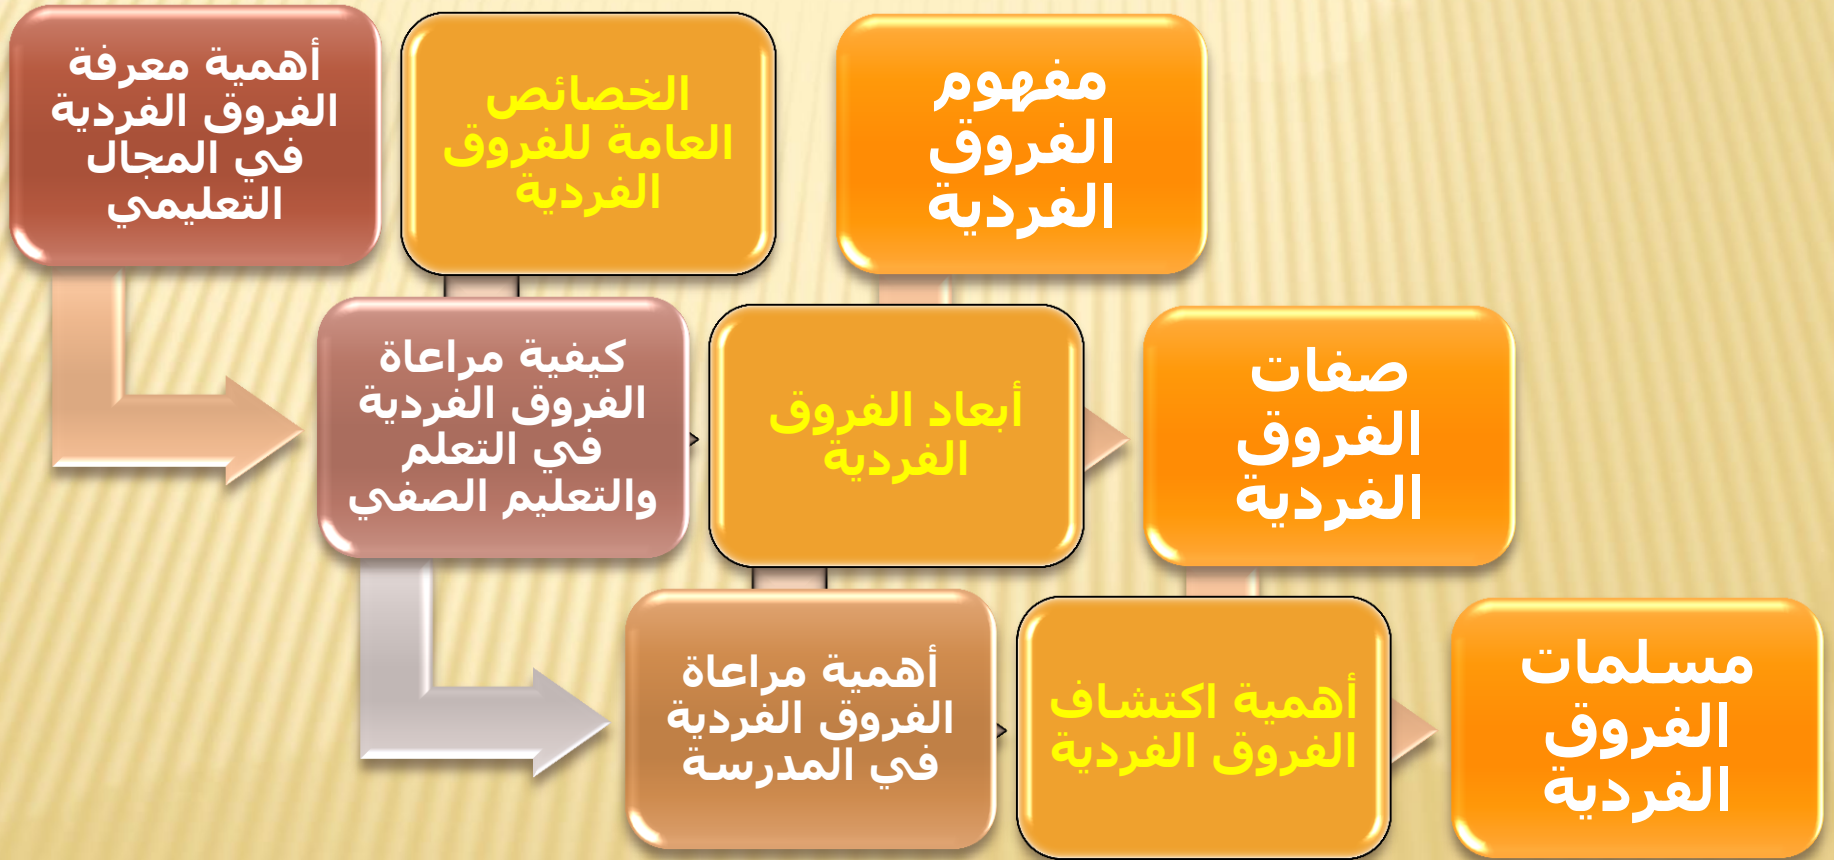 مفهوم
الفروق
الفردية
صفات
الفروق
الفردية
مسلمات
الفروق
الفردية
الخصائص
العامة للفروق
الفردية
أبعاد الفروق
الفردية
أهمية اكتشاف
الفروق الفردية
أهمية معرفة
الفروق الفردية
في المجال
التعليمي
كيفية مراعاة
الفروق الفردية
في التعلم
والتعليم الصفي
أهمية مراعاة
الفروق الفردية
في المدرسة